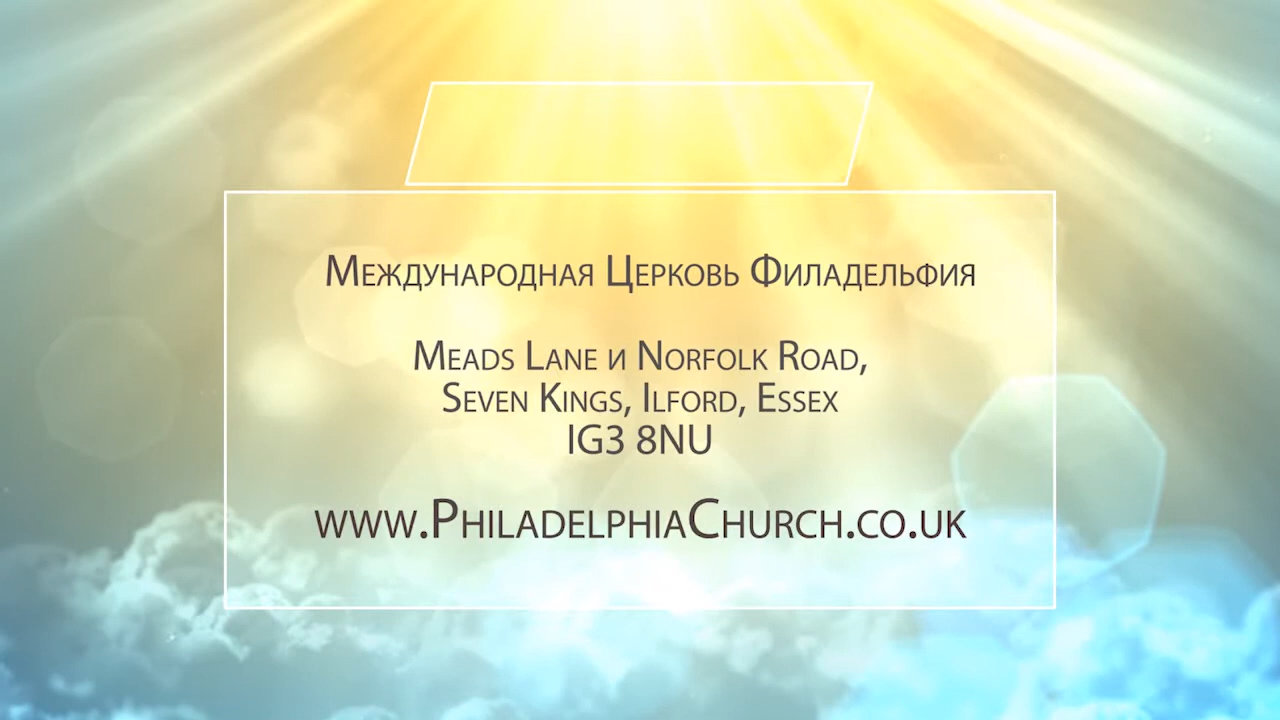 Международная Церковь Филадельфия
Meads Lane и Norfolk Road,
Seven Kings, Ilford, Essex
IG3 8NU
www.PhiladelphiaChurch.co.uk